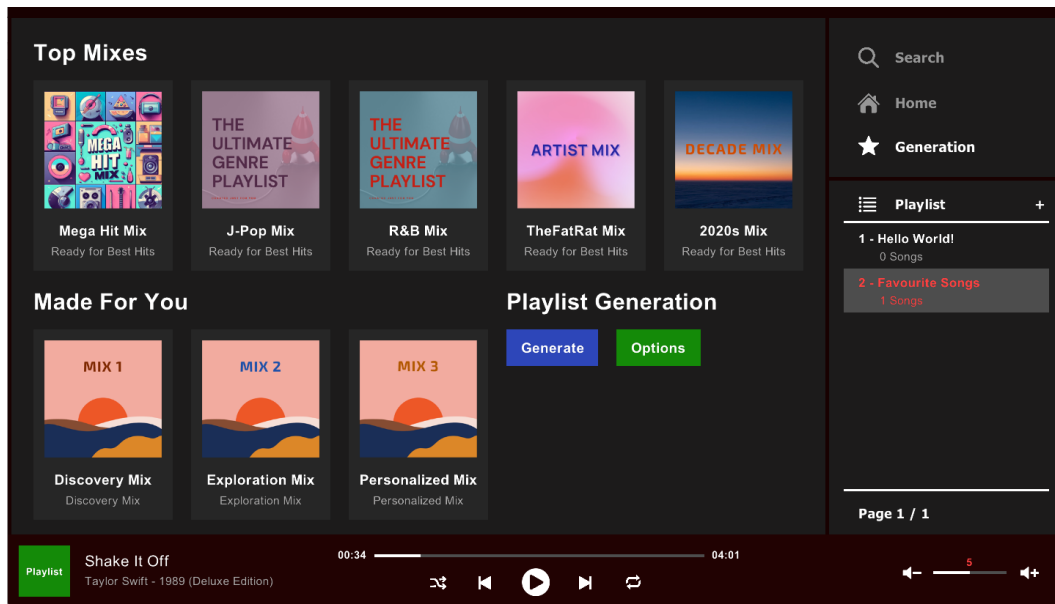 Top Mixes
MEGA
HIT
MIX
Mega Hit Mix
Ready for Best Hits
THE
ULTIMATE
GENRE
PLAYLIST
J-Pop Mix
Ready for Best Hits
THE
ULTIMATE
GENRE
PLAYLIST
R&B Mix
Ready for Best Hits
ARTIST MIX
TheFatRat Mix
Ready for Best Hits
DECADE MIX
2020s Mix
Ready for Best Hits
Made For You
MIX 1
Discovery Mix
Discovery Mix
MIX 2
Exploration Mix
Exploration Mix
MIX 3
Personalized Mix
Personalized Mix
Playlist Generation
Generate
Options
Search
Home
Generation
Playlist +
1 - Hello World!
0 Songs
2 - Favourite Songs
1 Songs
Page 1 / 1
Playlist
Shake It Off
Taylor Swift - 1989 (Deluxe Edition)
00:34
04:01
5